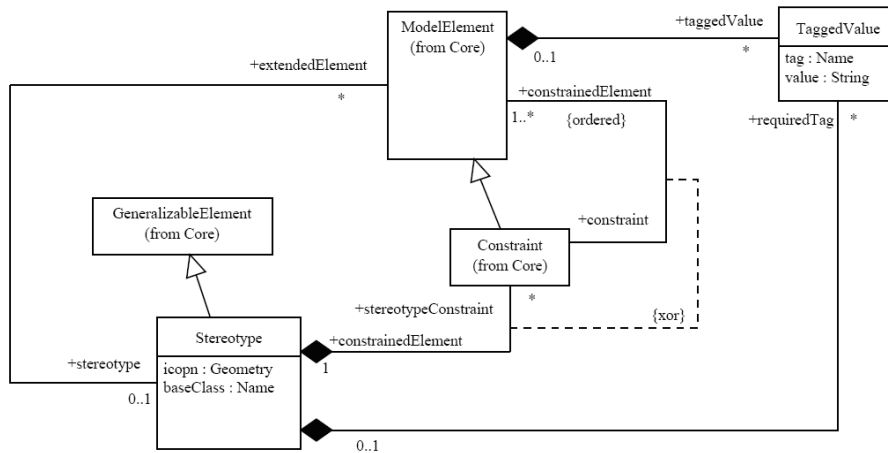 ModelElement
(from Core)
+taggedValue
0..1
*
TaggedValue
tag : Name
value : String
+extendedElement
*
+constrainedElement
1..*
{ordered}
+requiredTag
*
GeneralizableElement
(from Core)
+constraint
Constraint
(from Core)
*
+stereotypeConstraint
{xor}
Stereotype
icopn : Geometry
baseClass : Name
+constrainedElement
1
+stereotype
0..1
0..1